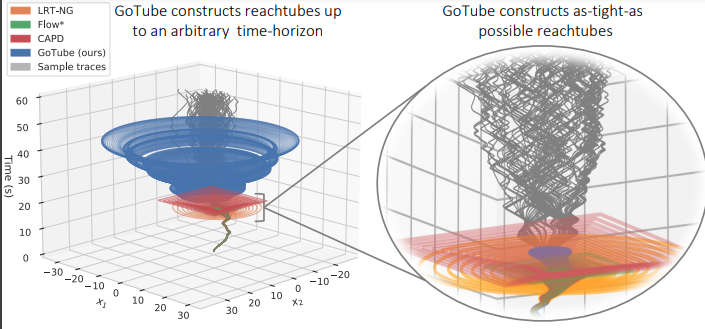 LRT-NG
Flow*
CAPD
GoTube (ours)
Sample traces
GoTube constructs reachtubes up
to an arbitrary time-horizon
GoTube constructs as-tight-as
possible reachtubes
Time (s)
60
50
40
30
20
10
0
−30
−20
−10
0
10
20
30
x₁
30
20
10
0
−10
−20
x₂